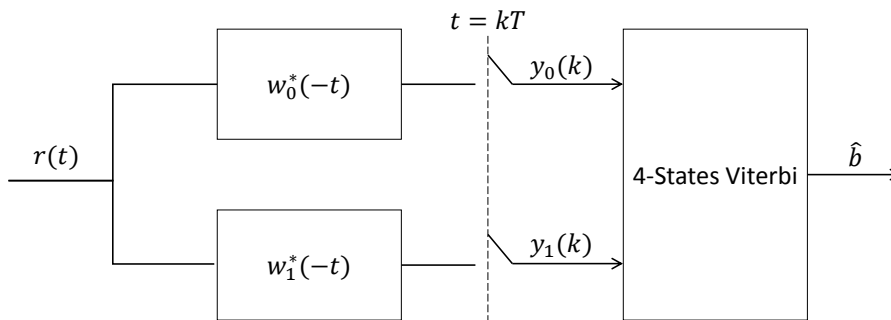 t = kT
w₀*(−t)
y₀(k)
r(t)
4-States Viterbi
b̂
w₁*(−t)
y₁(k)